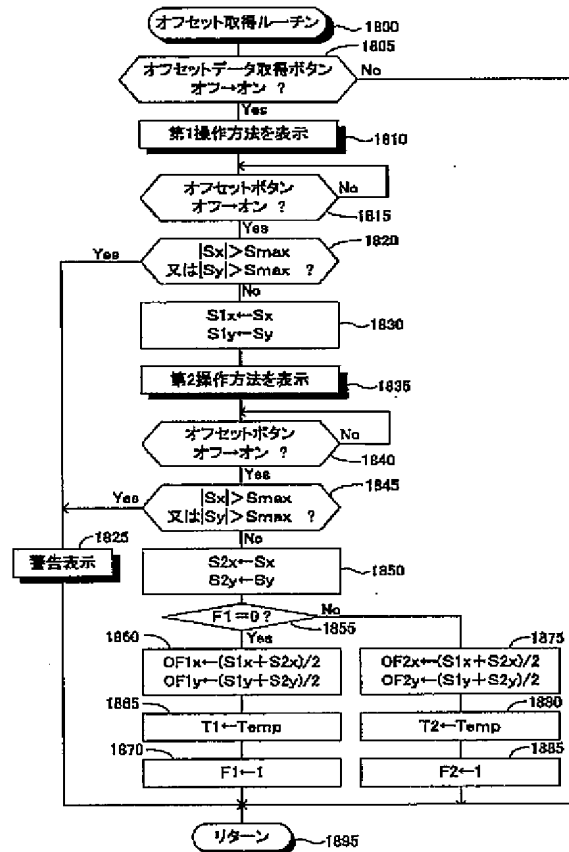 オフセット取得ルーチン
1800
1805
オフセットデータ取得ボタン
オフ→オン ?
No
Yes
第1操作方法を表示
1810
オフセットボタン
オフ→オン ?
No
1815
Yes
1820
|Sx|>Smax
又は|Sy|>Smax ?
Yes
No
S1x←Sx
S1y←Sy
1830
第2操作方法を表示
1835
オフセットボタン
オフ→オン ?
No
1840
Yes
1845
|Sx|>Smax
又は|Sy|>Smax ?
Yes
No
1825
警告表示
S2x←Sx
S2y←Sy
1850
F1=0?
No
1855
Yes
1860
OF1x←(S1x+S2x)/2
OF1y←(S1y+S2y)/2
1875
OF2x←(S1x+S2x)/2
OF2y←(S1y+S2y)/2
1865
T1←Temp
1880
T2←Temp
1870
F1←1
1885
F2←1
リターン
1895